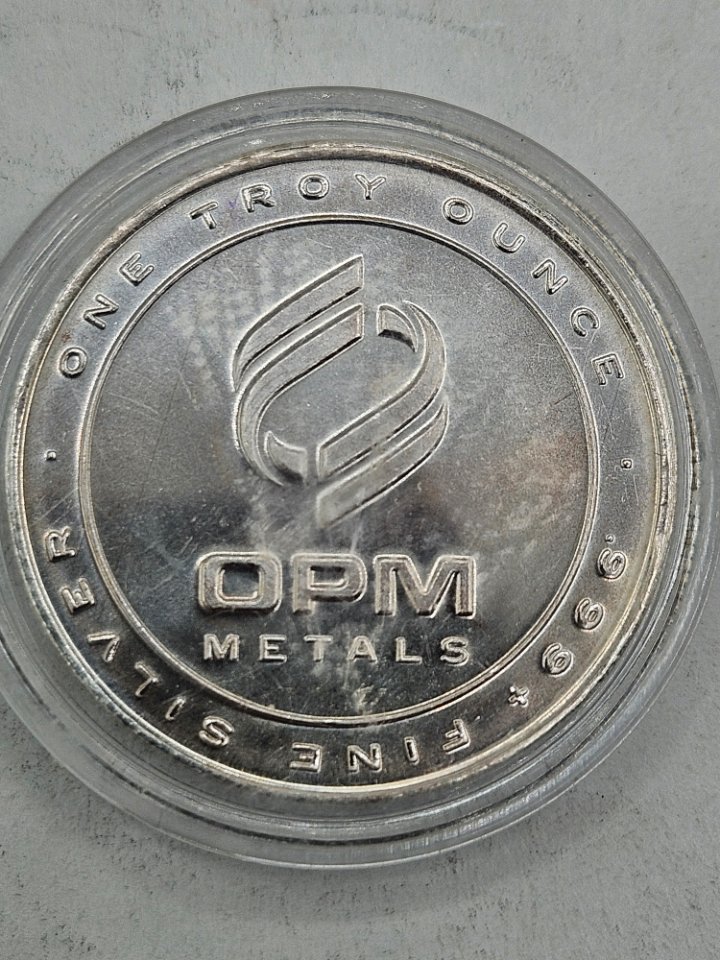 ONE TROY OUNCE
.999+ FINE SILVER
OPM
METALS